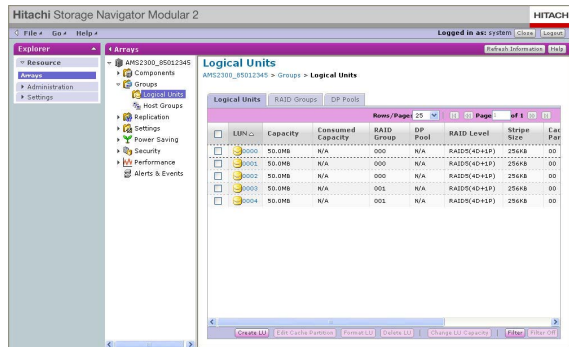 Hitachi Storage Navigator Modular 2
HITACHI
File Go Help
Logged in as: system Close Logout
Explorer
Arrays
Refresh Information Help
Resource
Arrays
Administration
Settings
AMS2300_85012345
Components
Groups
Logical Units
Host Groups
Replication
Settings
Power Saving
Security
Performance
Alerts & Events
Logical Units
AMS2300_85012345 > Groups > Logical Units
Logical Units RAID Groups DP Pools
Rows/Page: 25 Page of 1
LUN Capacity Consumed Capacity RAID Group DP Pool RAID Level Stripe Size Cac Par
0000 50.0MB N/A 000 N/A RAID5(4D+1P) 256KB 00
0001 50.0MB N/A 000 N/A RAID5(4D+1P) 256KB 00
0002 50.0MB N/A 000 N/A RAID5(4D+1P) 256KB 00
0003 50.0MB N/A 001 N/A RAID5(4D+1P) 256KB 00
0004 50.0MB N/A 001 N/A RAID5(4D+1P) 256KB 00
Create LU Edit Cache Partition Format LU Delete LU Change LU Capacity Filter Filter Off